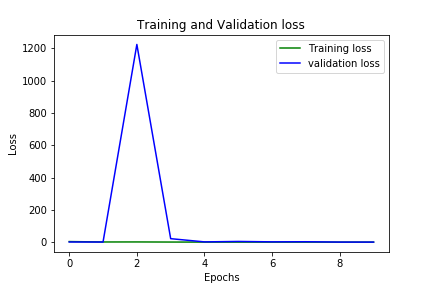 Training and Validation loss
Training loss
validation loss
1200
1000
800
600
400
200
0
Loss
0 2 4 6 8
Epochs